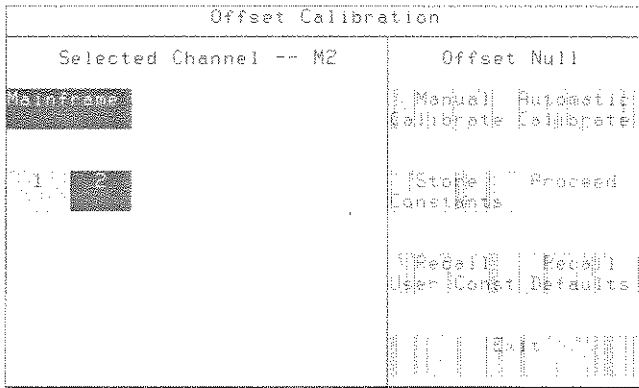 Offset Calibration
Selected Channel -- M2
Offset Null
Mainframe
Manual Calibrate
Automatic Calibrate
1
2
Store Constants
Proceed
Recall User Const
Recall Defaults
Exit